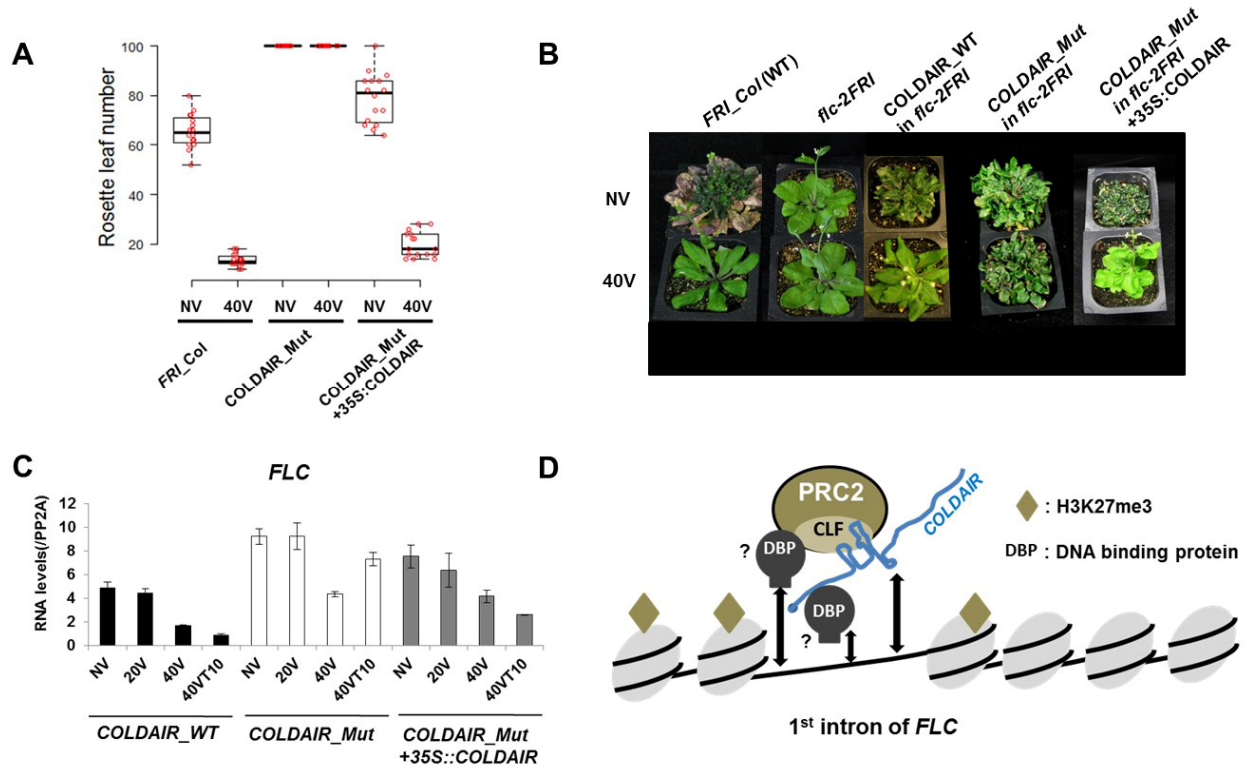 A
Rosette leaf number
100
80
60
40
20
NV
40V
NV
40V
NV
40V
FRI_Col
COLDAIR_Mut
COLDAIR_Mut
+35S:COLDAIR
B
FRI_Col (WT)
flc-2FRI
COLDAIR_WT
in flc-2FRI
COLDAIR_Mut
in flc-2FRI
COLDAIR_Mut
in flc-2FRI
+35S:COLDAIR
NV
40V
C
FLC
RNA levels(/PP2A)
12
10
8
6
4
2
0
NV
20V
40V
40VT10
NV
20V
40V
40VT10
NV
20V
40V
40VT10
COLDAIR_WT
COLDAIR_Mut
COLDAIR_Mut
+35S::COLDAIR
D
PRC2
CLF
COLDAIR
? DBP
DBP
?
: H3K27me3
DBP : DNA binding protein
1st intron of FLC